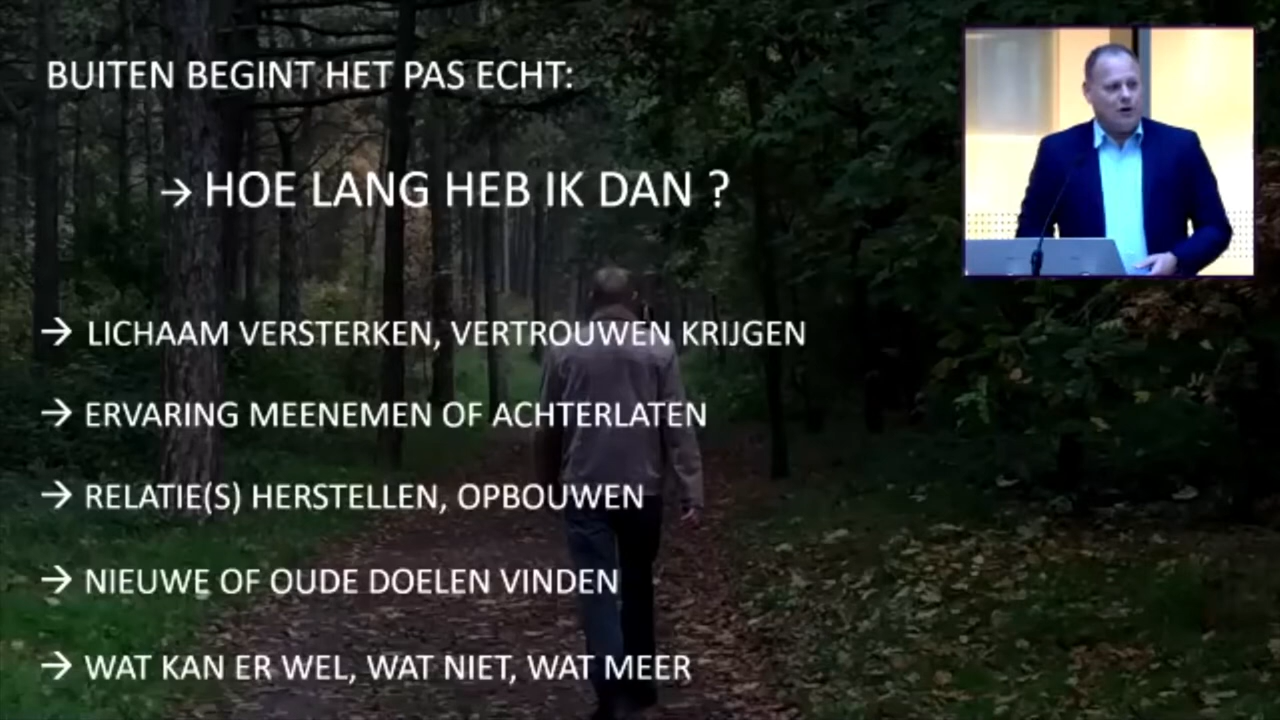 BUITEN BEGINT HET PAS ECHT:
→ HOE LANG HEB IK DAN ?
→ LICHAAM VERSTERKEN, VERTROUWEN KRIJGEN
→ ERVARING MEENEMEN OF ACHTERLATEN
→ RELATIE(S) HERSTELLEN, OPBOUWEN
→ NIEUWE OF OUDE DOELEN VINDEN
→ WAT KAN ER WEL, WAT NIET, WAT MEER